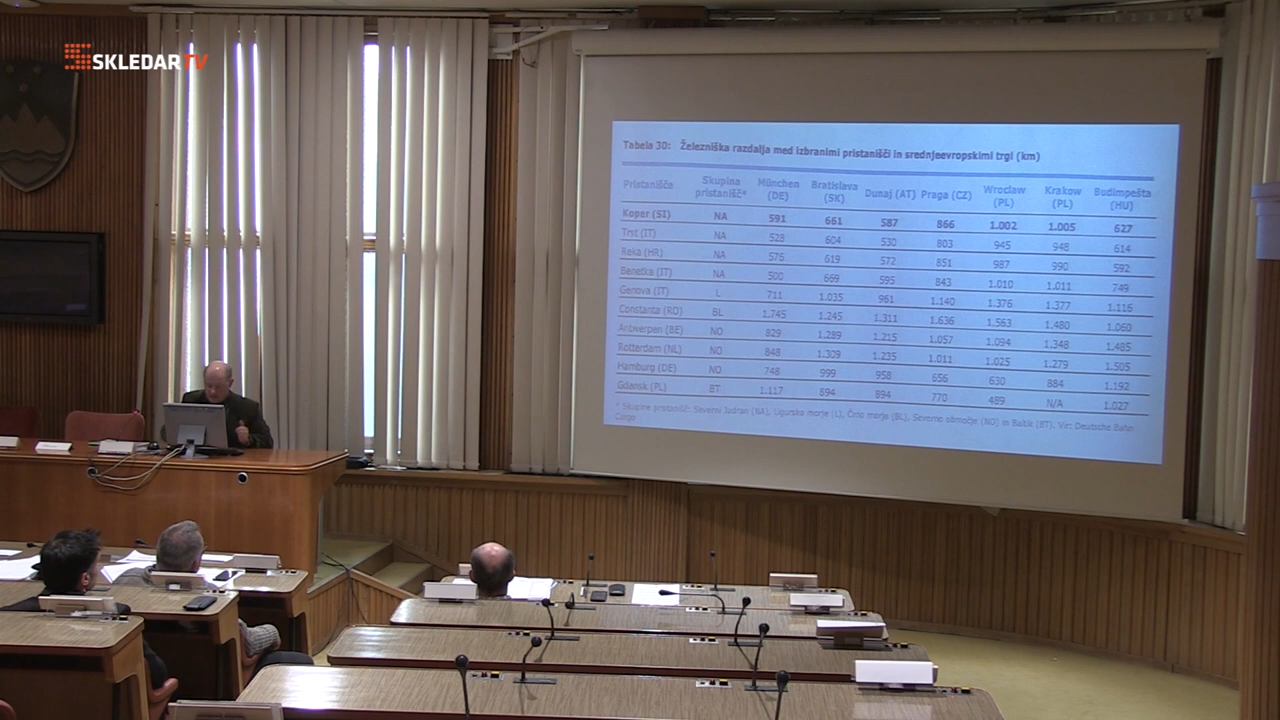 SKLEDARTV
Tabela 30: Železniška razdalja med izbranimi pristanišči in srednjeevropskimi trgi (km)
Pristanišče Skupina pristanišč* München (DE) Bratislava (SK) Dunaj (AT) Praga (CZ) Wroclaw (PL) Krakow (PL) Budimpešta (HU)
Koper (SI) NA 591 661 587 866 1.002 1.005 627
Trst (IT) NA 528 604 530 803 945 948 614
Reka (HR) NA 576 619 572 851 987 990 592
Benetka (IT) NA 500 669 595 843 1.010 1.011 749
Genova (IT) L 711 1.035 961 1.140 1.376 1.377 1.116
Constanta (RO) BL 1.745 1.245 1.311 1.636 1.563 1.480 1.060
Antwerpen (BE) NO 829 1.289 1.215 1.057 1.094 1.348 1.485
Rotterdam (NL) NO 848 1.309 1.235 1.011 1.025 1.279 1.505
Hamburg (DE) NO 748 999 958 656 630 884 1.192
Gdansk (PL) BT 1.117 894 894 770 489 N/A 1.027
* Skupine pristanišč: Severni Jadran (NA), Ligursko morje (L), Črno morje (BL), Severno območje (NO) in Baltik (BT). Vir: Deutsche Bahn
Cargo